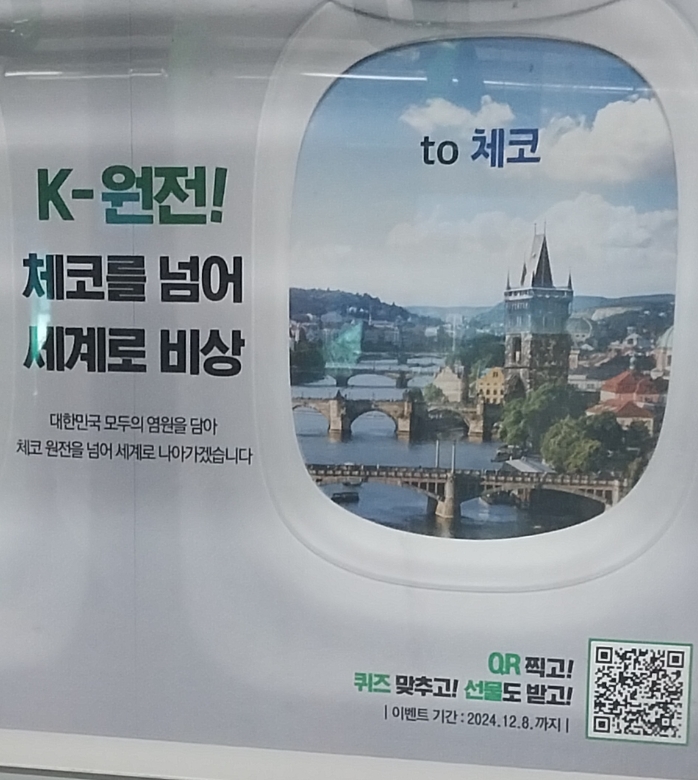 K-원전!
체코를 넘어
세계로 비상
대한민국 모두의 염원을 담아
체코 원전을 넘어 세계로 나아가겠습니다
to 체코
QR 찍고!
퀴즈 맞추고! 선물도 받고!
| 이벤트 기간 : 2024.12.8.까지 |